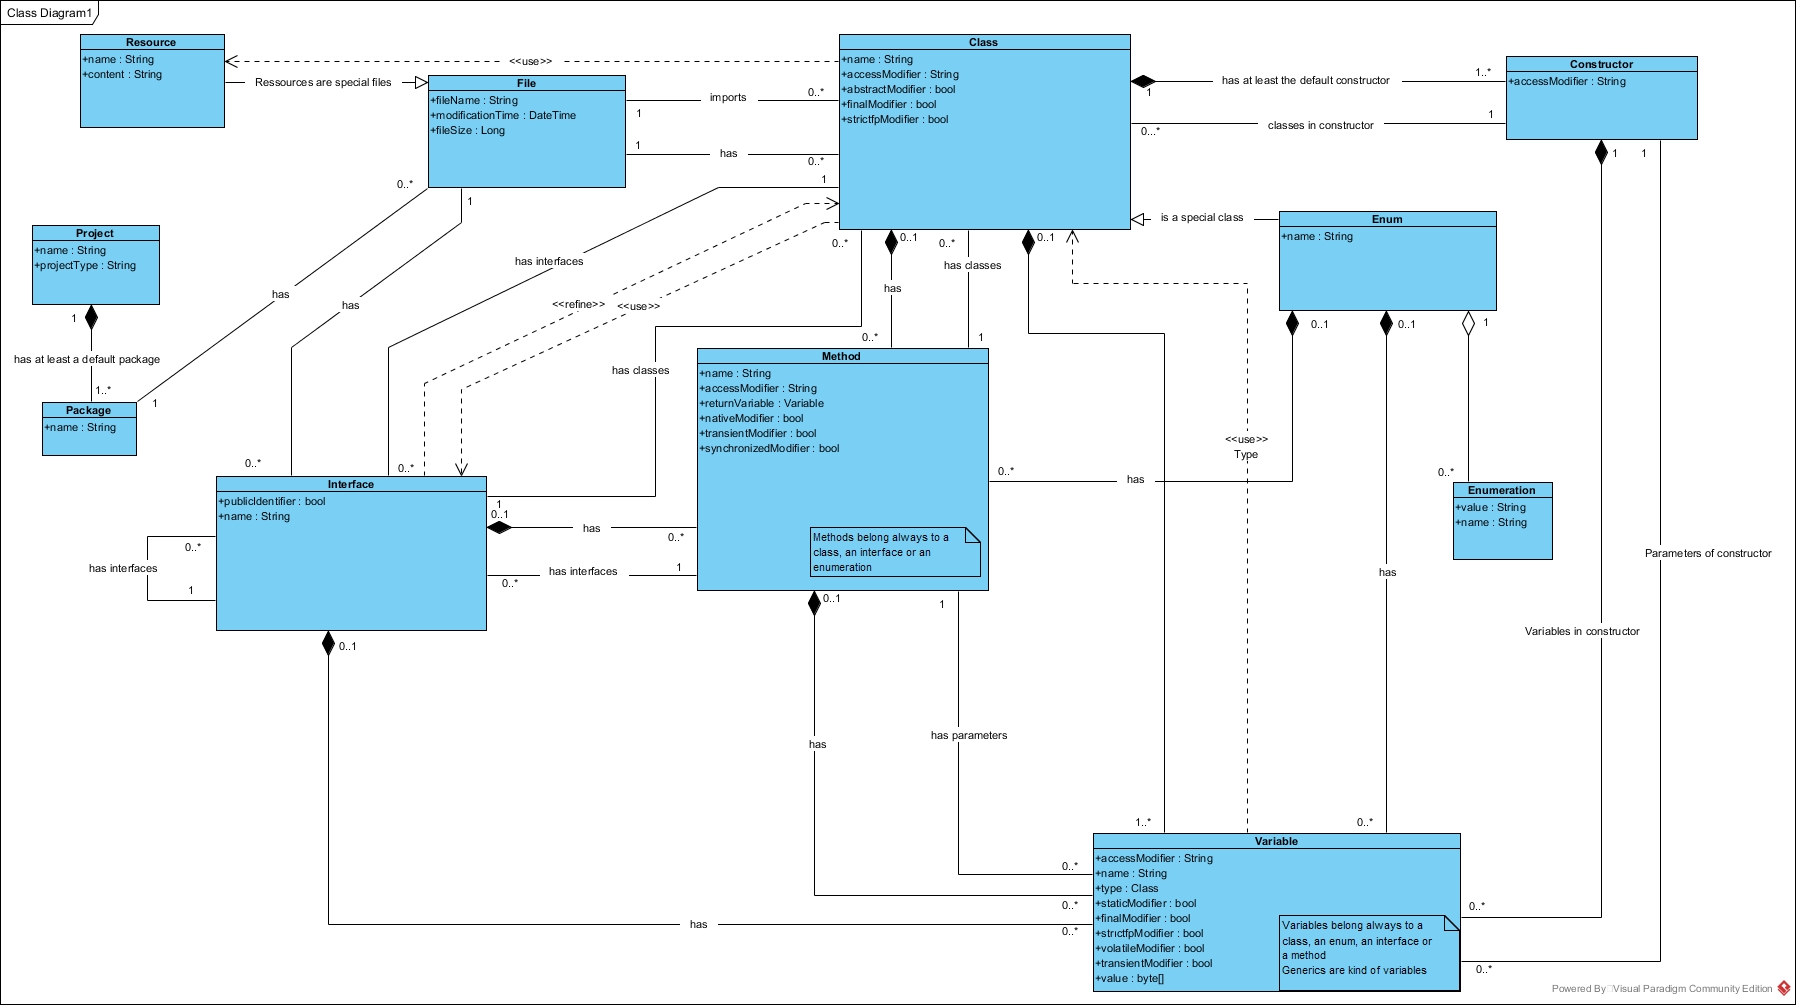 Class Diagram1
Resource
+name : String
+content : String
<<use>>
Ressources are special files
File
+fileName : String
+modificationTime : DateTime
+fileSize : Long
imports
1
0..*
has
1
0..*
Class
+name : String
+accessModifier : String
+abstractModifier : bool
+finalModifier : bool
+strictfpModifier : bool
has at least the default constructor
1
1..*
classes in constructor
0...*
1
Constructor
+accessModifier : String
1
1
0..*
1
1
Project
+name : String
+projectType : String
1
has at least a default package
1..*
Package
+name : String
1
has
has
has interfaces
<<refine>>
<<use>>
0..*
0..1
0..*
0..1
has classes
has
is a special class
Enum
+name : String
0..1
0..1
1
0..*
1
has classes
Method
+name : String
+accessModifier : String
+returnVariable : Variable
+nativeModifier : bool
+transientModifier : bool
+synchronizedModifier : bool
Methods belong always to a
class, an interface or an
enumeration
<<use>>
Type
0..*
has
0..*
Enumeration
+value : String
+name : String
0..*
0..*
Interface
+publicIdentifier : bool
+name : String
1
0..1
has
0..*
0..*
has interfaces
1
has interfaces
0..*
1
0..1
0..1
1
has
Parameters of constructor
Variables in constructor
has
has parameters
1..*
0..*
0..*
0..*
has
0..*
Variable
+accessModifier : String
+name : String
+type : Class
+staticModifier : bool
+finalModifier : bool
+strictfpModifier : bool
+volatileModifier : bool
+transientModifier : bool
+value : byte[]
Variables belong always to a
class, an enum, an interface or
a method
Generics are kind of variables
0..*
0..*
Powered By Visual Paradigm Community Edition